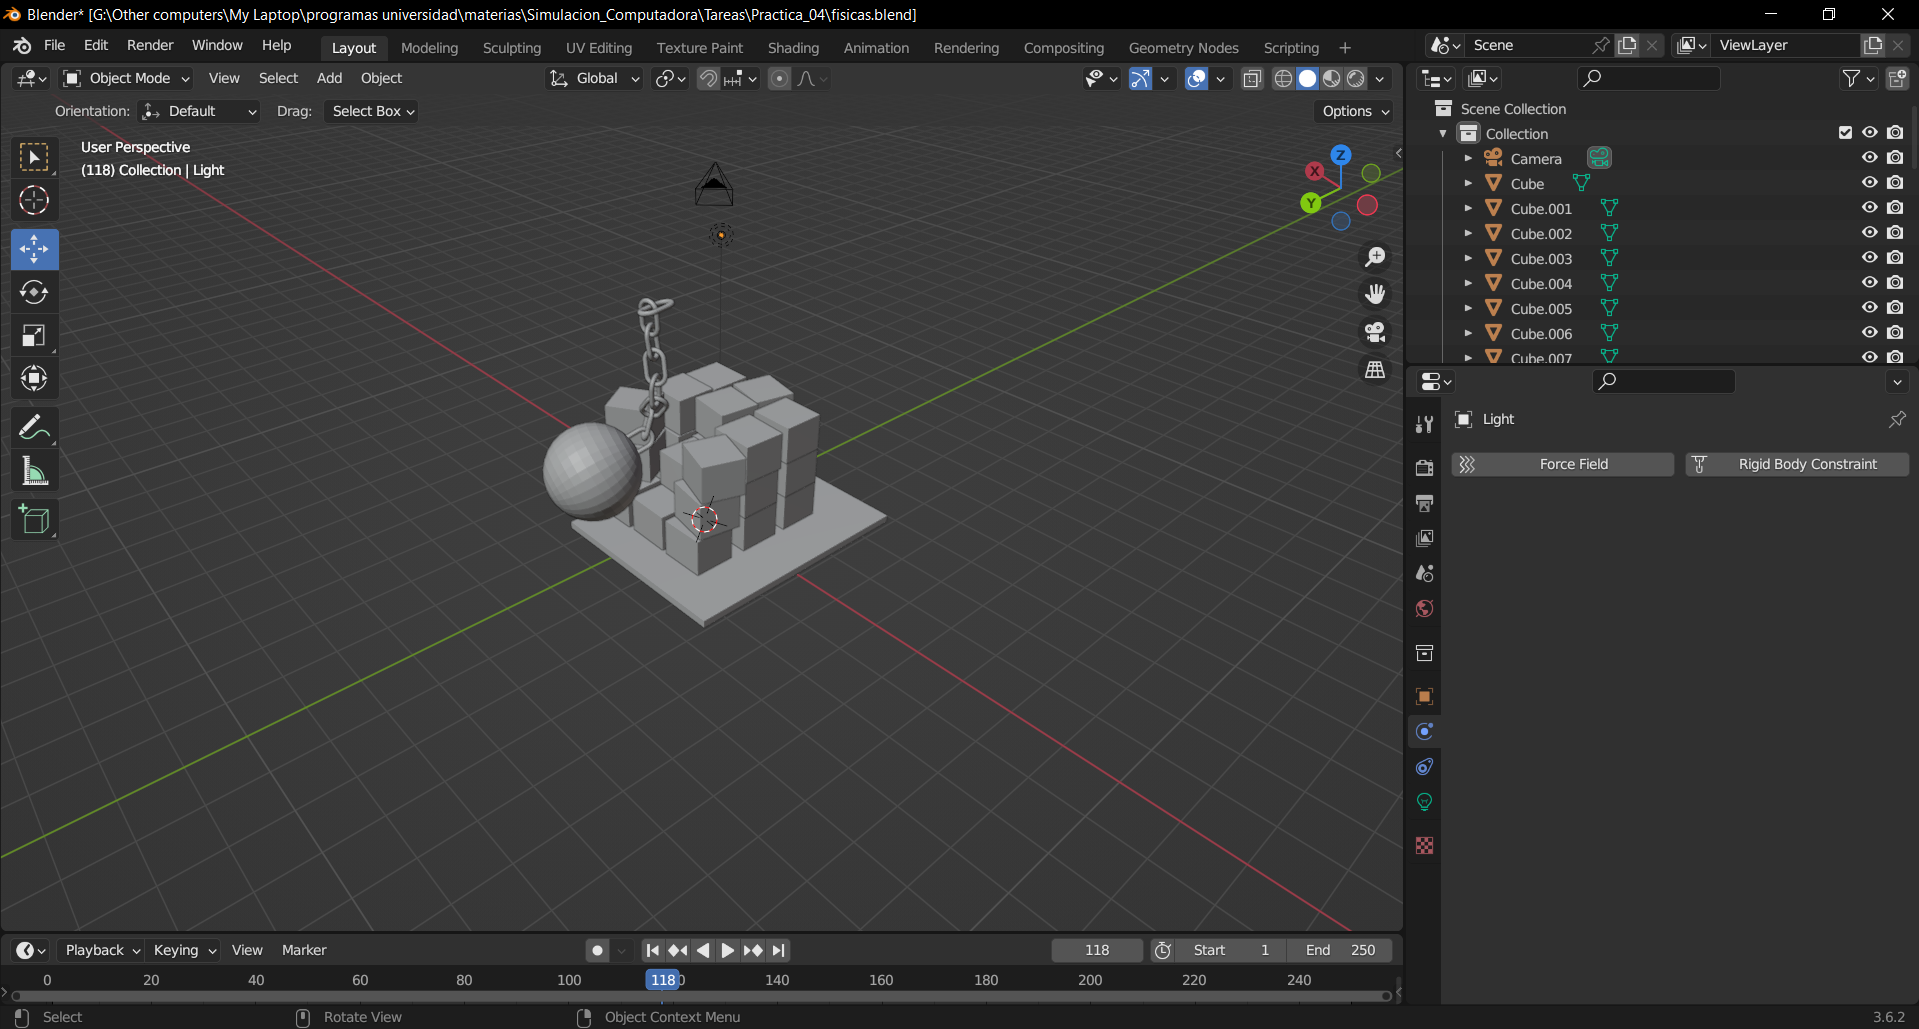 Blender* [G:\Other computers\My Laptop\programas universidad\materias\Simulacion_Computadora\Tareas\Practica_04\fisicas.blend]
File Edit Render Window Help Layout Modeling Sculpting UV Editing Texture Paint Shading Animation Rendering Compositing Geometry Nodes Scripting + Scene ViewLayer
Object Mode View Select Add Object Global
Orientation: Default Drag: Select Box Options
User Perspective
(118) Collection | Light
Z
X
Y
Scene Collection
Collection
Camera
Cube
Cube.001
Cube.002
Cube.003
Cube.004
Cube.005
Cube.006
Cube.007
Light
Force Field Rigid Body Constraint
Playback Keying View Marker 118 Start 1 End 250
0 20 40 60 80 100 118 140 160 180 200 220 240
Select Rotate View Object Context Menu 3.6.2